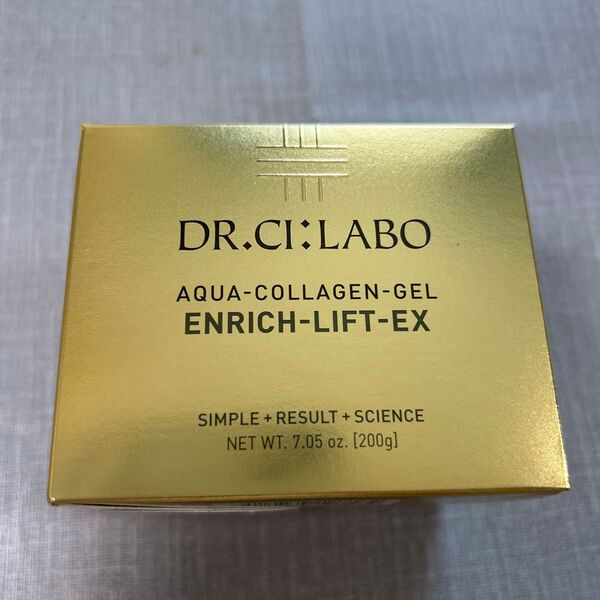 DR.CI:LABO
AQUA-COLLAGEN-GEL
ENRICH-LIFT-EX
SIMPLE+RESULT+SCIENCE
NET WT. 7.05 oz. [200g]